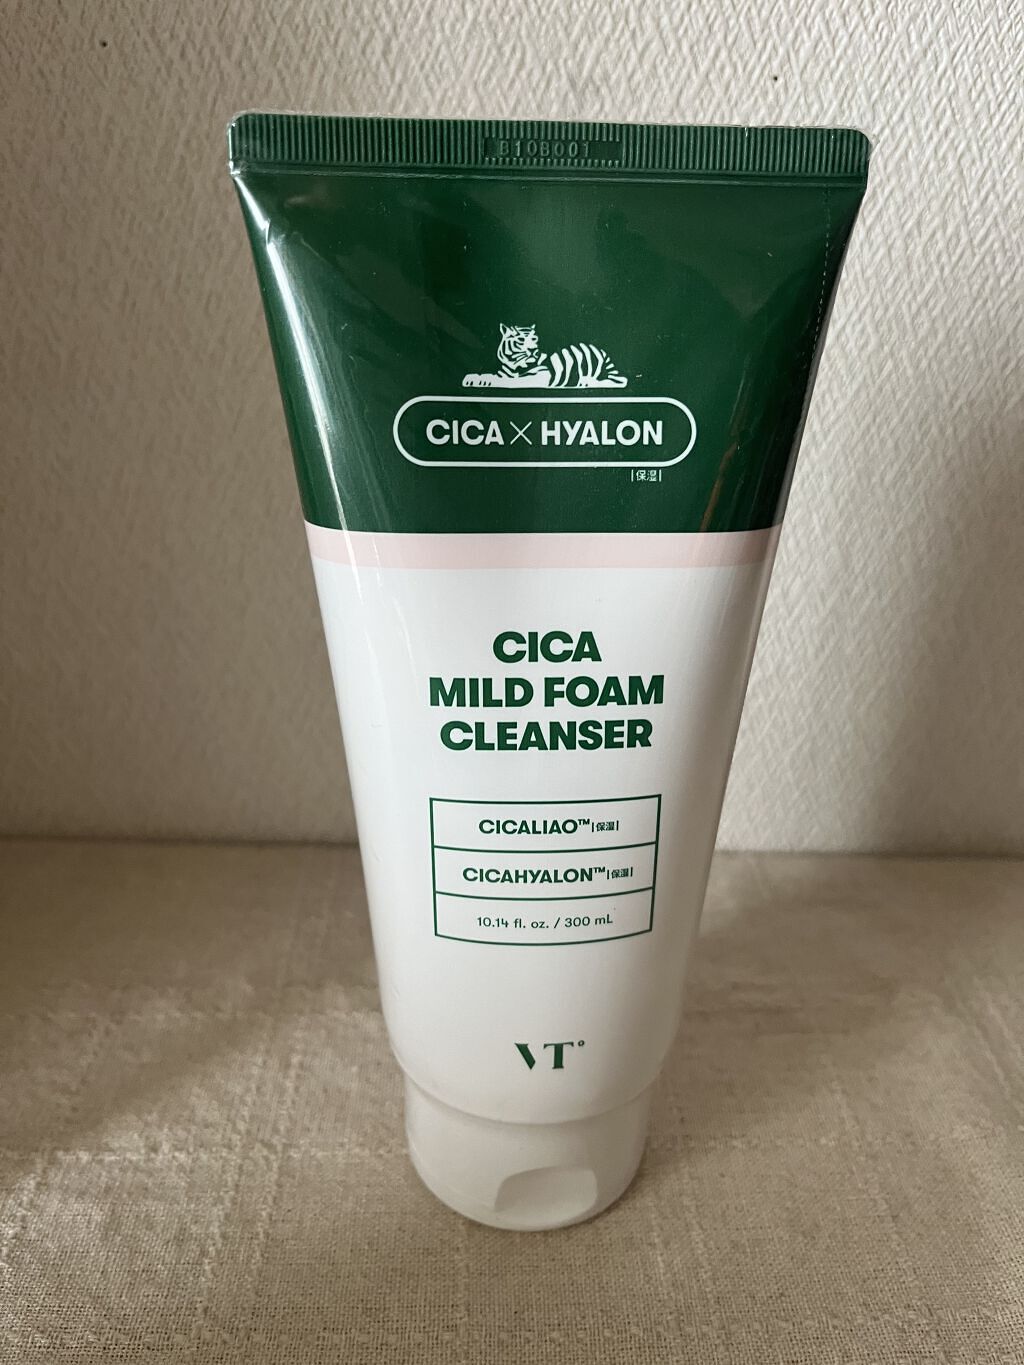 B10B001
CICA × HYALON
|保湿|
CICA
MILD FOAM
CLEANSER
CICALIAO™|保湿|
CICAHYALON™|保湿|
10.14 fl. oz. / 300 mL
VT°